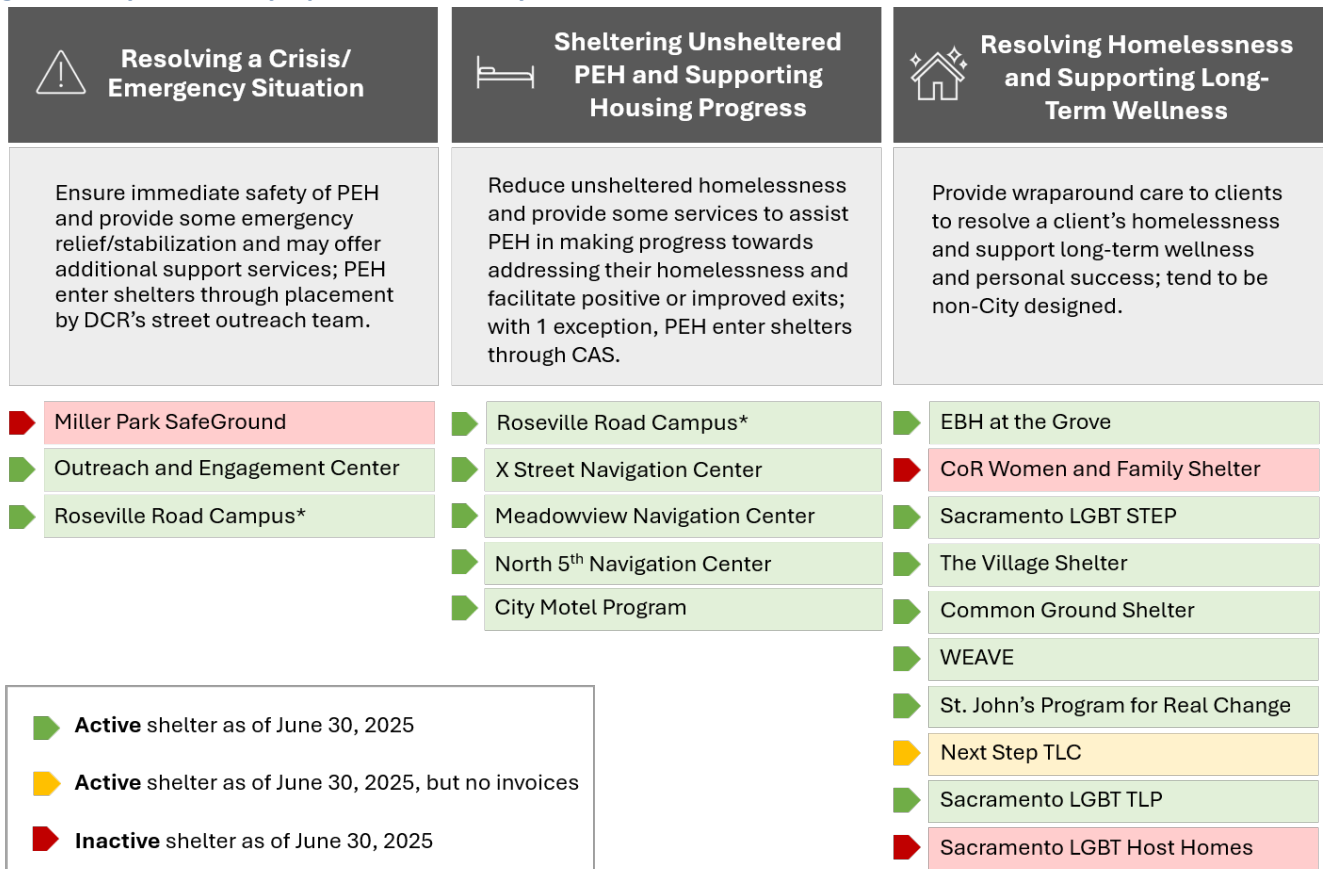 Resolving a Crisis/
Emergency Situation
Ensure immediate safety of PEH
and provide some emergency
relief/stabilization and may offer
additional support services; PEH
enter shelters through placement
by DCR's street outreach team.
Miller Park SafeGround
Outreach and Engagement Center
Roseville Road Campus*
Sheltering Unsheltered
PEH and Supporting
Housing Progress
Reduce unsheltered homelessness
and provide some services to assist
PEH in making progress towards
addressing their homelessness and
facilitate positive or improved exits;
with 1 exception, PEH enter shelters
through CAS.
Roseville Road Campus*
X Street Navigation Center
Meadowview Navigation Center
North 5th Navigation Center
City Motel Program
Resolving Homelessness
and Supporting Long-
Term Wellness
Provide wraparound care to clients
to resolve a client's homelessness
and support long-term wellness
and personal success; tend to be
non-City designed.
EBH at the Grove
CoR Women and Family Shelter
Sacramento LGBT STEP
The Village Shelter
Common Ground Shelter
WEAVE
St. John's Program for Real Change
Next Step TLC
Sacramento LGBT TLP
Sacramento LGBT Host Homes
Active shelter as of June 30, 2025
Active shelter as of June 30, 2025, but no invoices
Inactive shelter as of June 30, 2025